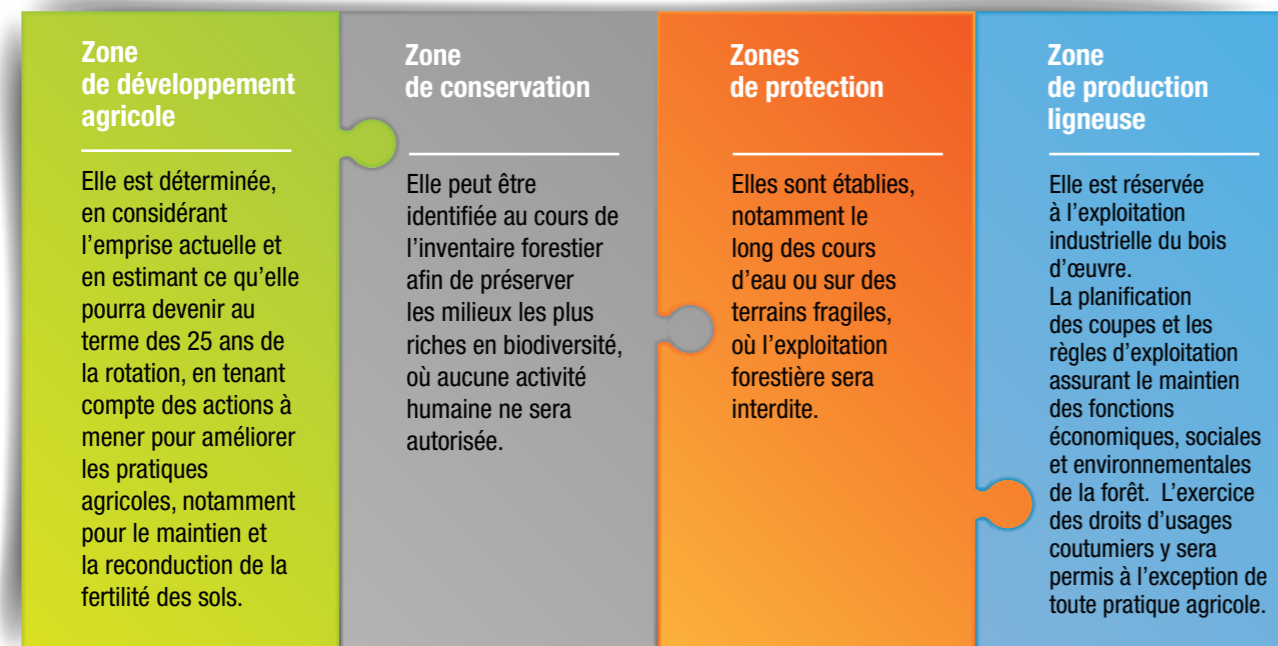 Zone
de développement
agricole
Elle est déterminée,
en considérant
l'emprise actuelle et
en estimant ce qu'elle
pourra devenir au
terme des 25 ans de
la rotation, en tenant
compte des actions à
mener pour améliorer
les pratiques
agricoles, notamment
pour le maintien et
la reconduction de la
fertilité des sols.
Zone
de conservation
Elle peut être
identifiée au cours de
l'inventaire forestier
afin de préserver
les milieux les plus
riches en biodiversité,
où aucune activité
humaine ne sera
autorisée.
Zones
de protection
Elles sont établies,
notamment le
long des cours
d'eau ou sur des
terrains fragiles,
où l'exploitation
forestière sera
interdite.
Zone
de production
ligneuse
Elle est réservée
à l'exploitation
industrielle du bois
d'œuvre.
La planification
des coupes et les
règles d'exploitation
assurant le maintien
des fonctions
économiques, sociales
et environnementales
de la forêt. L'exercice
des droits d'usages
coutumiers y sera
permis à l'exception de
toute pratique agricole.